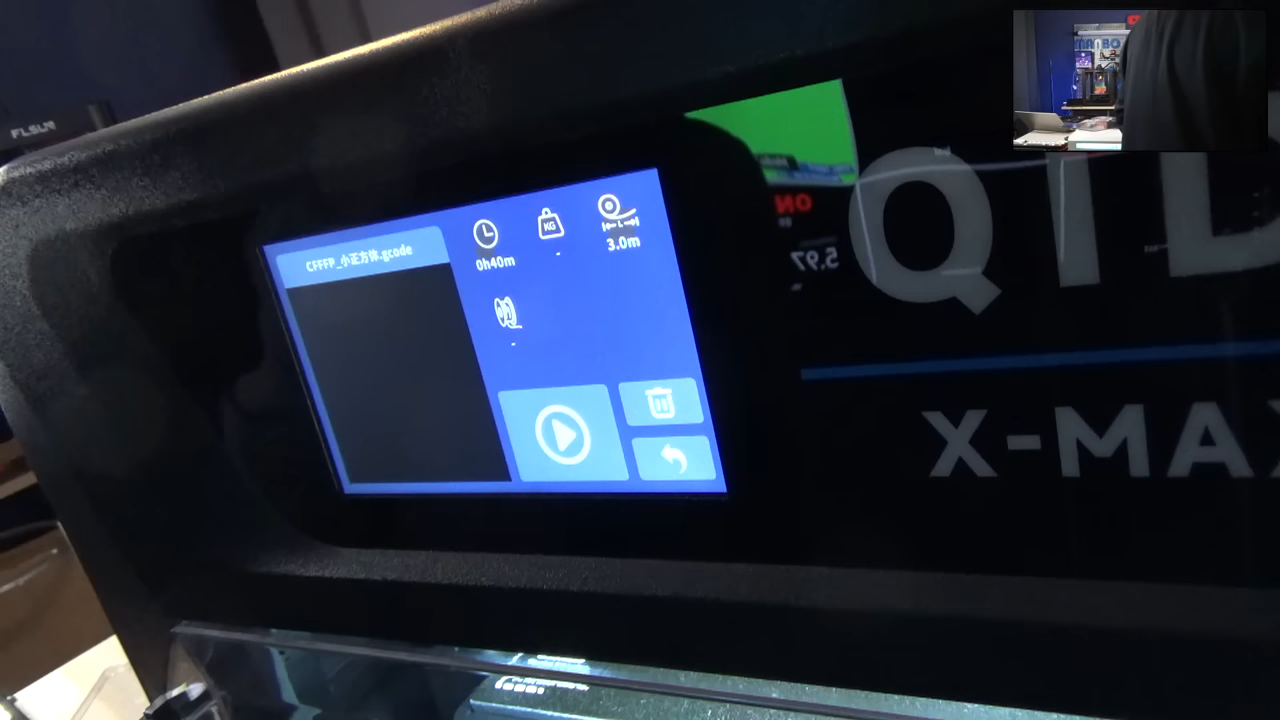 FLSUN
CFFFP_小正方体.gcode
0h40m
KG
-
3.0m
-
ON
5.97
QID
X-MAX